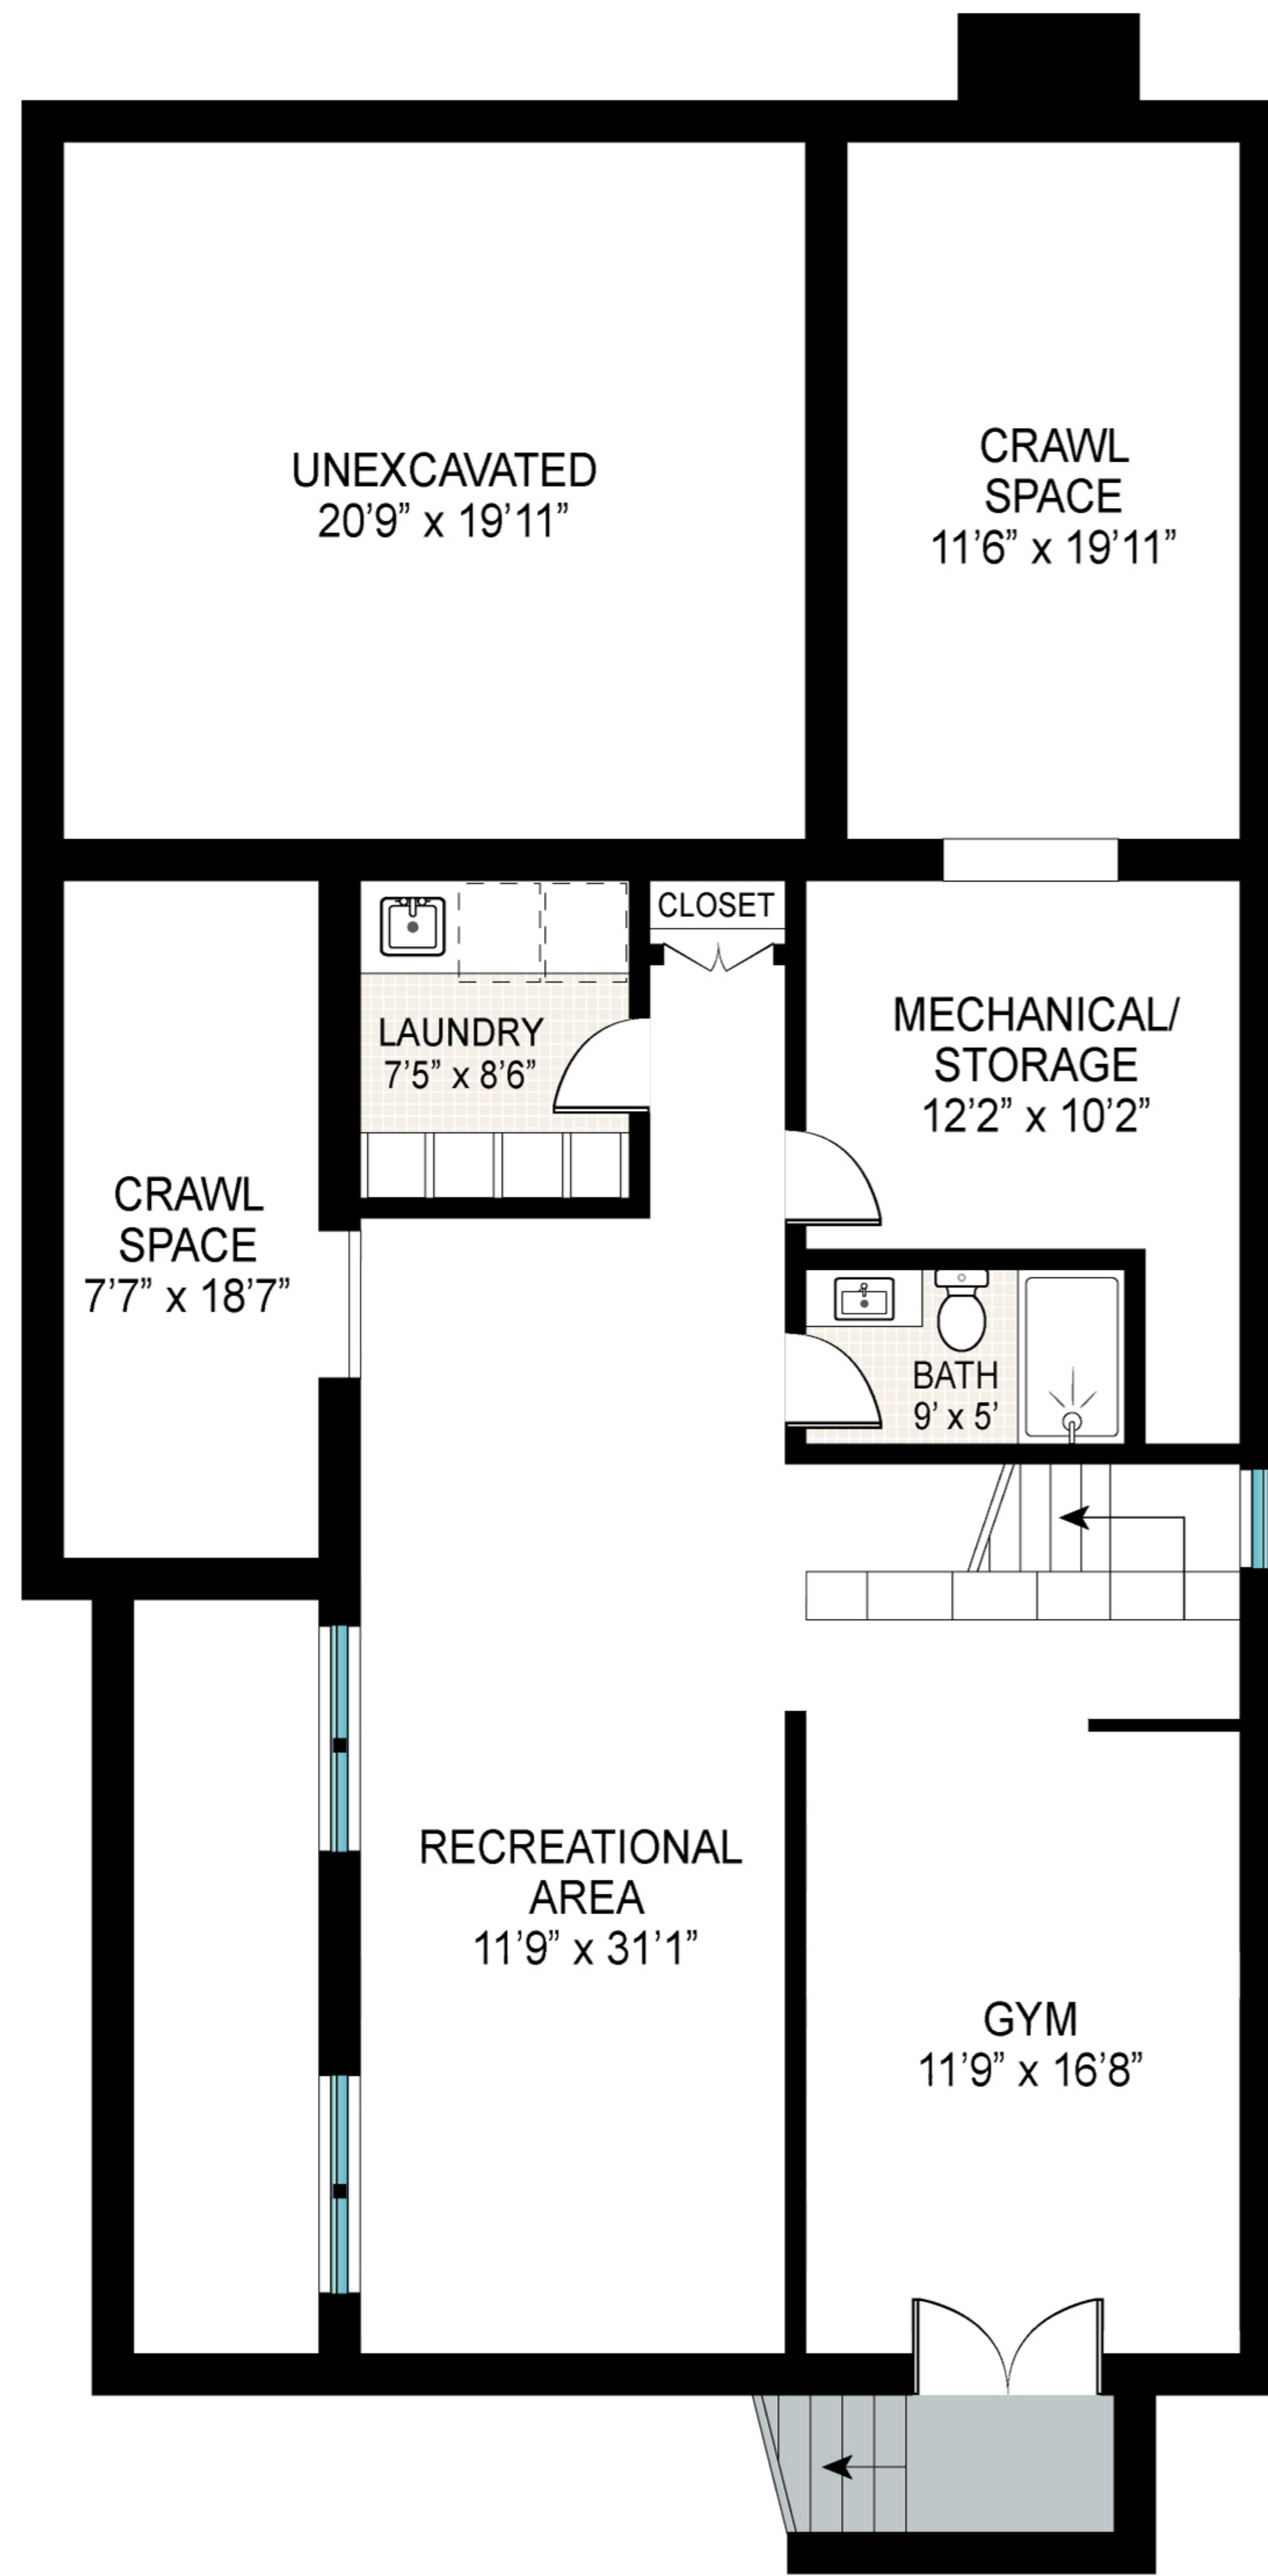 UNEXCAVATED
20’9” x 19’11”
CRAWL
SPACE
11’6” x 19’11”
CLOSET
LAUNDRY
7’5” x 8’6”
MECHANICAL/
STORAGE
12’2” x 10’2”
CRAWL
SPACE
7’7” x 18’7”
BATH
9’ x 5’
RECREATIONAL
AREA
11’9” x 31’1”
GYM
11’9” x 16’8”